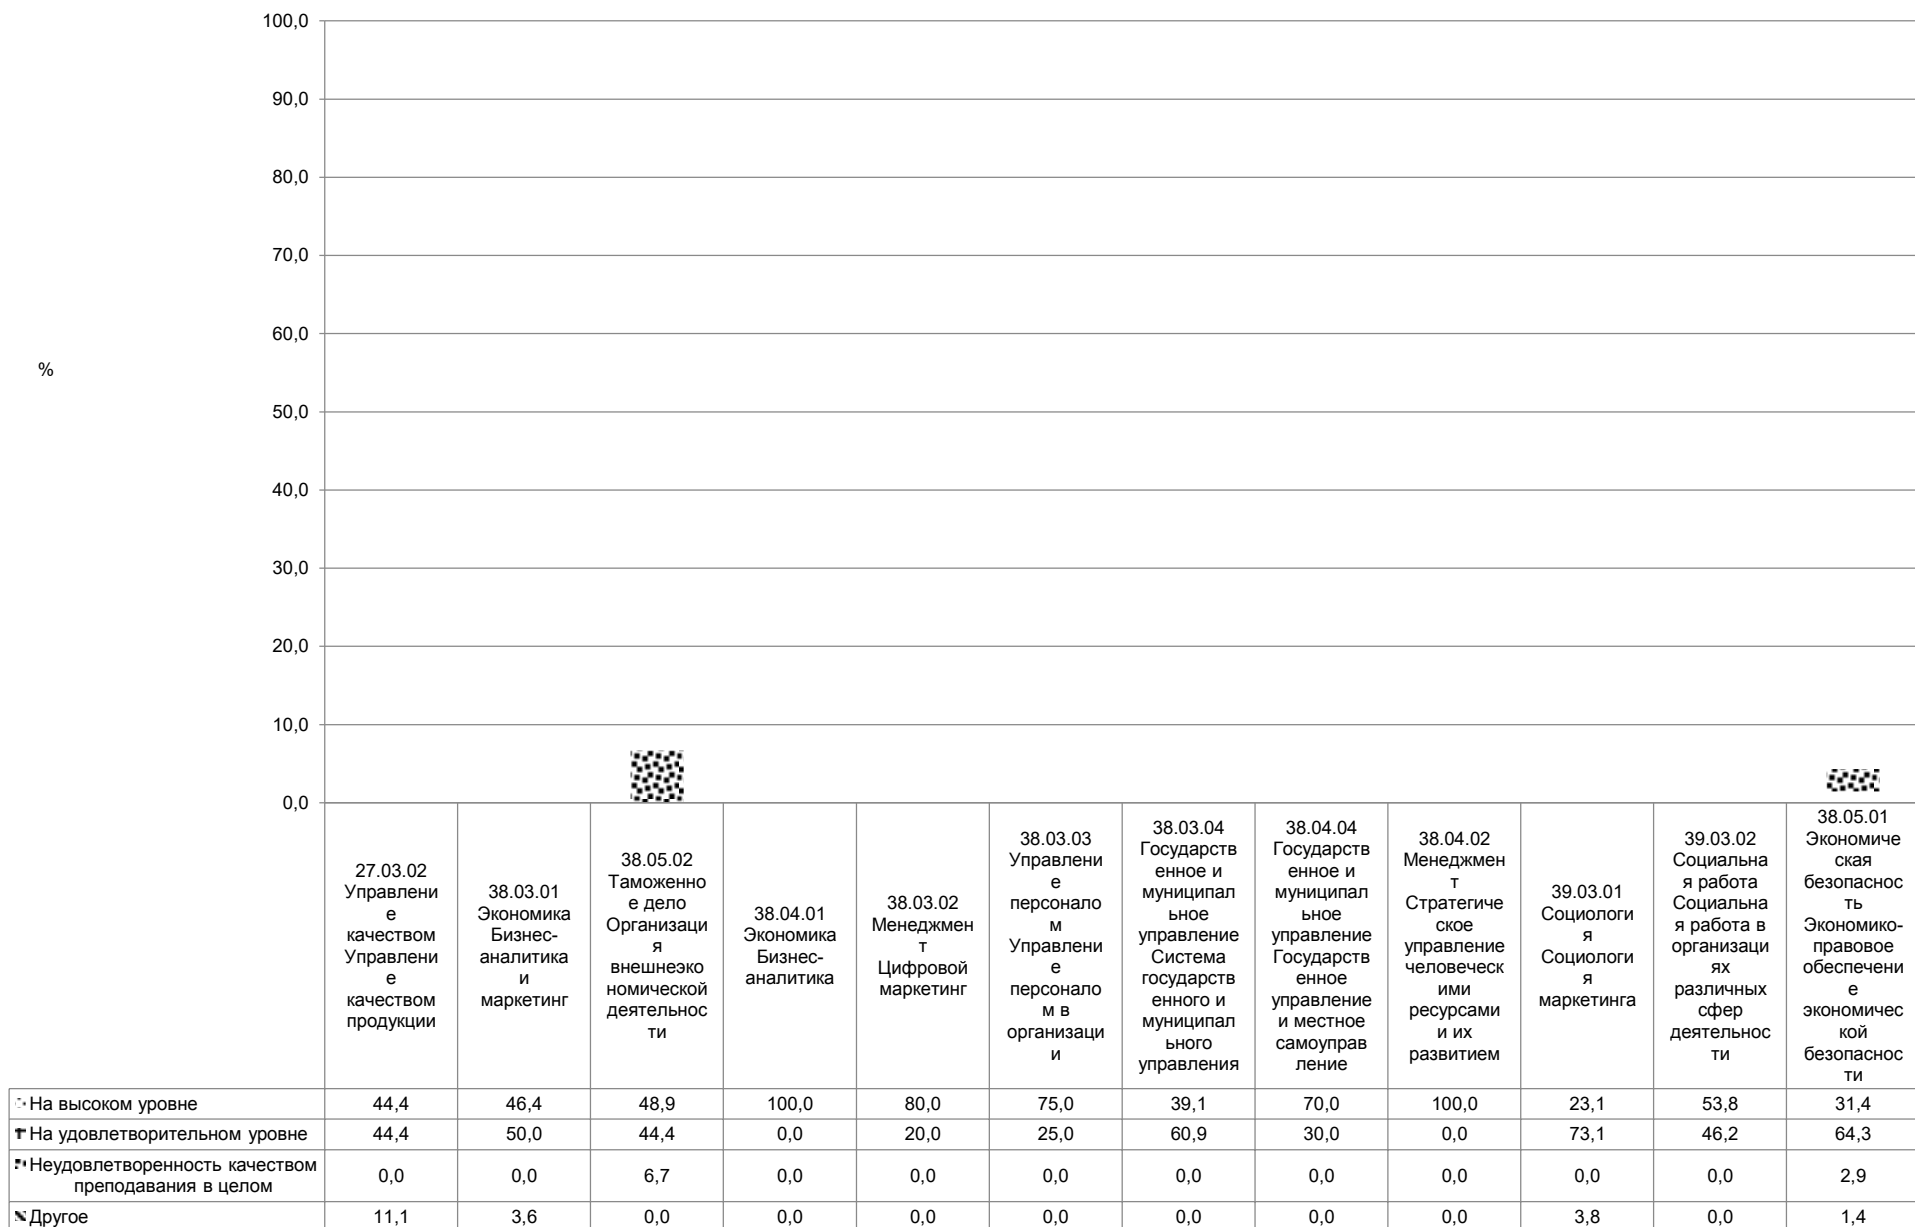 100,0
90,0
80,0
70,0
60,0
%
50,0
40,0
30,0
20,0
10,0
0,0
27.03.02
Управлени
е
качеством
Управлени
е
качеством
продукции
38.03.01
Экономика
Бизнес-
аналитика
и
маркетинг
38.05.02
Таможенно
е дело
Организаци
я
внешнеэко
номической
деятельнос
ти
38.04.01
Экономика
Бизнес-
аналитика
38.03.02
Менеджмен
т
Цифровой
маркетинг
38.03.03
Управлени
е
персонало
м
Управлени
е
персонало
м в
организаци
и
38.03.04
Государств
енное и
муниципал
ьное
управление
Система
государств
енного и
муниципал
ьного
управления
38.04.04
Государств
енное и
муниципал
ьное
управление
Государств
енное
управление
и местное
самоуправ
ление
38.04.02
Менеджмен
т
Стратегиче
ское
управление
человеческ
ими
ресурсами
и их
развитием
39.03.01
Социологи
я
Социологи
я
маркетинга
39.03.02
Социальна
я работа
Социальна
я работа в
организаци
ях
различных
сфер
деятельнос
ти
38.05.01
Экономиче
ская
безопаснос
ть
Экономико-
правовое
обеспечени
е
экономичес
кой
безопаснос
ти
На высоком уровне 44,4 46,4 48,9 100,0 80,0 75,0 39,1 70,0 100,0 23,1 53,8 31,4
На удовлетворительном уровне 44,4 50,0 44,4 0,0 20,0 25,0 60,9 30,0 0,0 73,1 46,2 64,3
Неудовлетворенность качеством
преподавания в целом 0,0 0,0 6,7 0,0 0,0 0,0 0,0 0,0 0,0 0,0 0,0 2,9
Другое 11,1 3,6 0,0 0,0 0,0 0,0 0,0 0,0 0,0 3,8 0,0 1,4